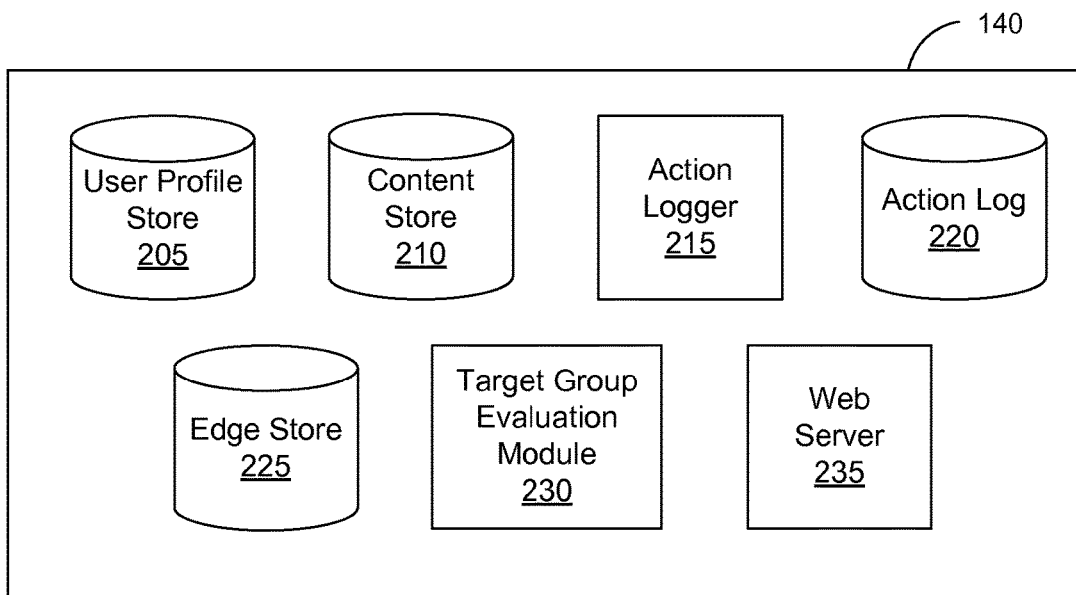 140
User Profile
Store
205
Content
Store
210
Action
Logger
215
Action Log
220
Edge Store
225
Target Group
Evaluation
Module
230
Web
Server
235